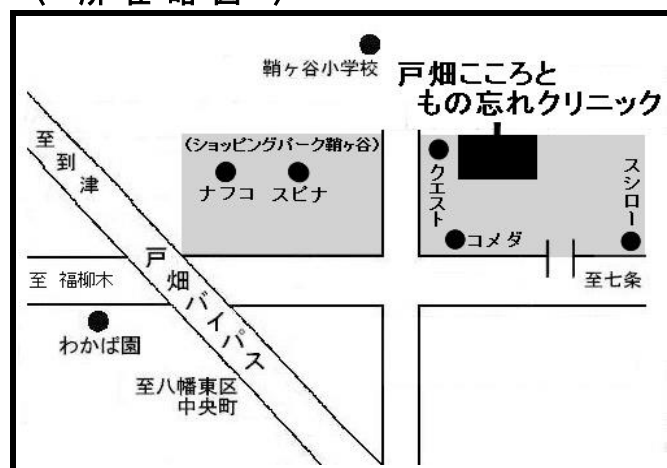 (所在略図)
鞘ヶ谷小学校
戸畑こころと
もの忘れクリニック
至到津
(ショッピングパーク鞘ヶ谷)
ナフコ
スピナ
クエスト
スシロー
コメダ
至 福柳木
戸畑バイパス
至七条
わかば園
至八幡東区
中央町